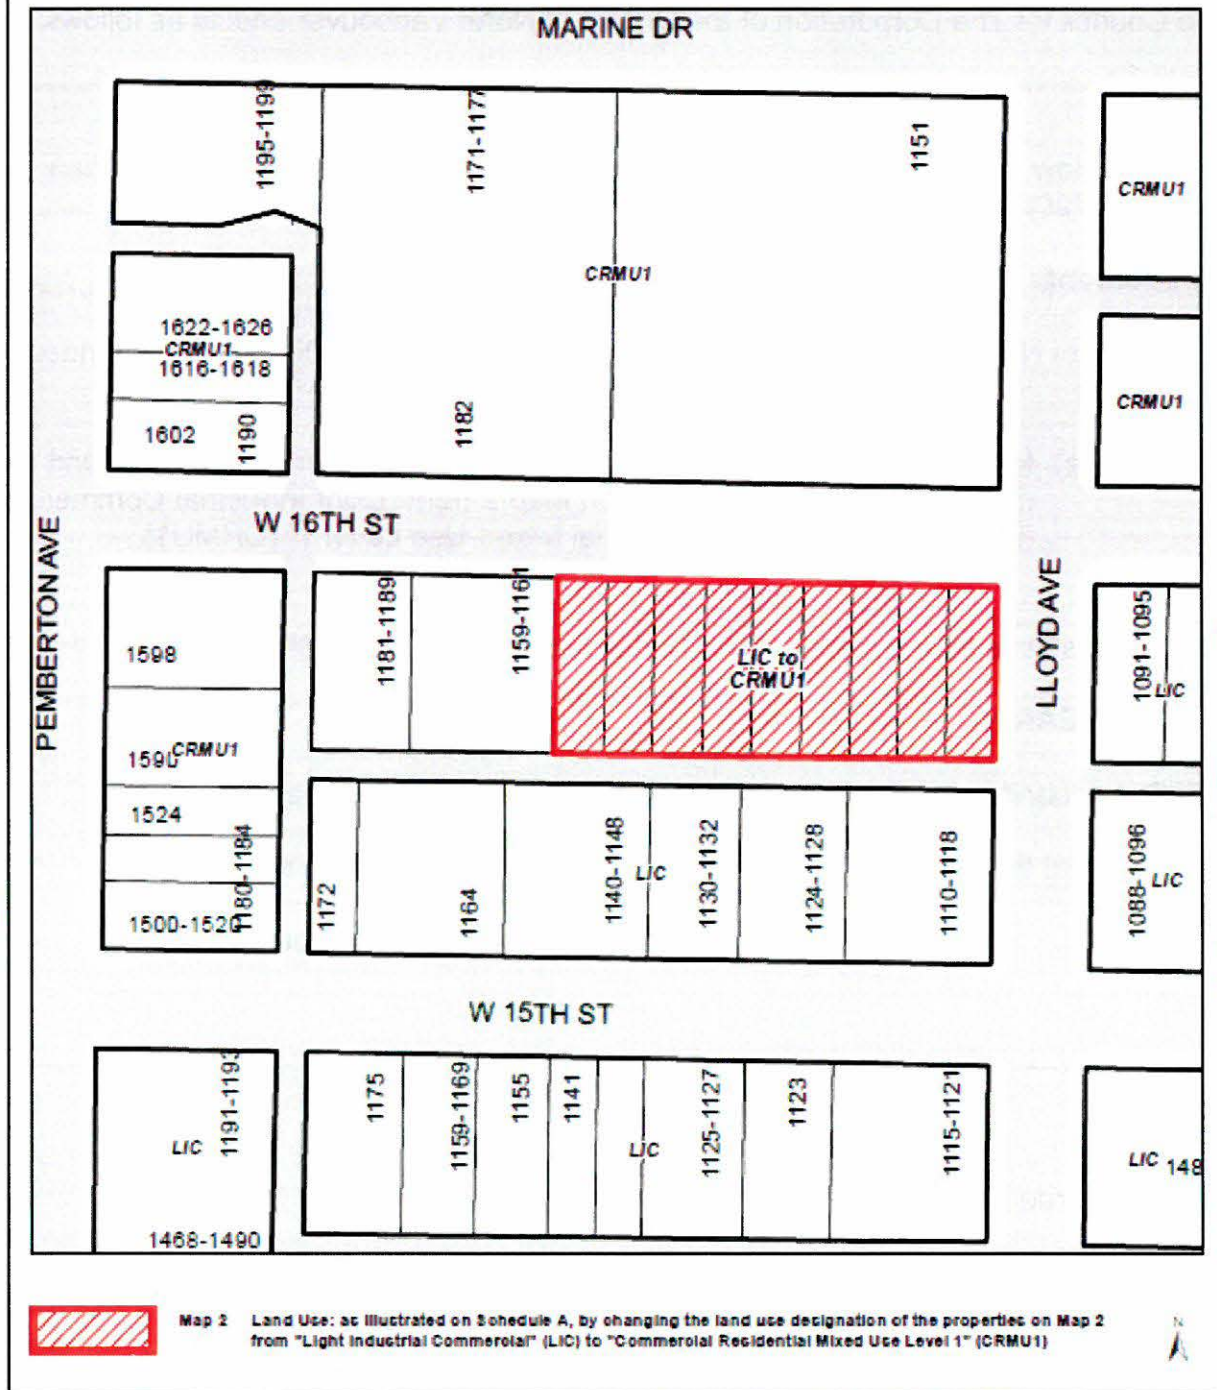 MARINE DR
1195-1199
1171-1177
1151
CRMU1
CRMU1
1622-1626
CRMU1
1616-1618
1602
1190
1182
CRMU1
W 16TH ST
PEMBERTON AVE
LLOYD AVE
1598
1181-1189
1159-1161
LIC to
CRMU1
1091-1095
LIC
CRMU1
1590
1524
1180-1184
1500-1520
1172
1164
1140-1148
LIC
1130-1132
1124-1128
1110-1118
1088-1096
LIC
W 15TH ST
1191-1193
LIC
1468-1490
1175
1159-1169
1155
1141
LIC
1125-1127
1123
1115-1121
LIC
148
Map 2 Land Use: as illustrated on Schedule A, by changing the land use designation of the properties on Map 2
from "Light Industrial Commercial" (LIC) to "Commercial Residential Mixed Use Level 1" (CRMU1)
N